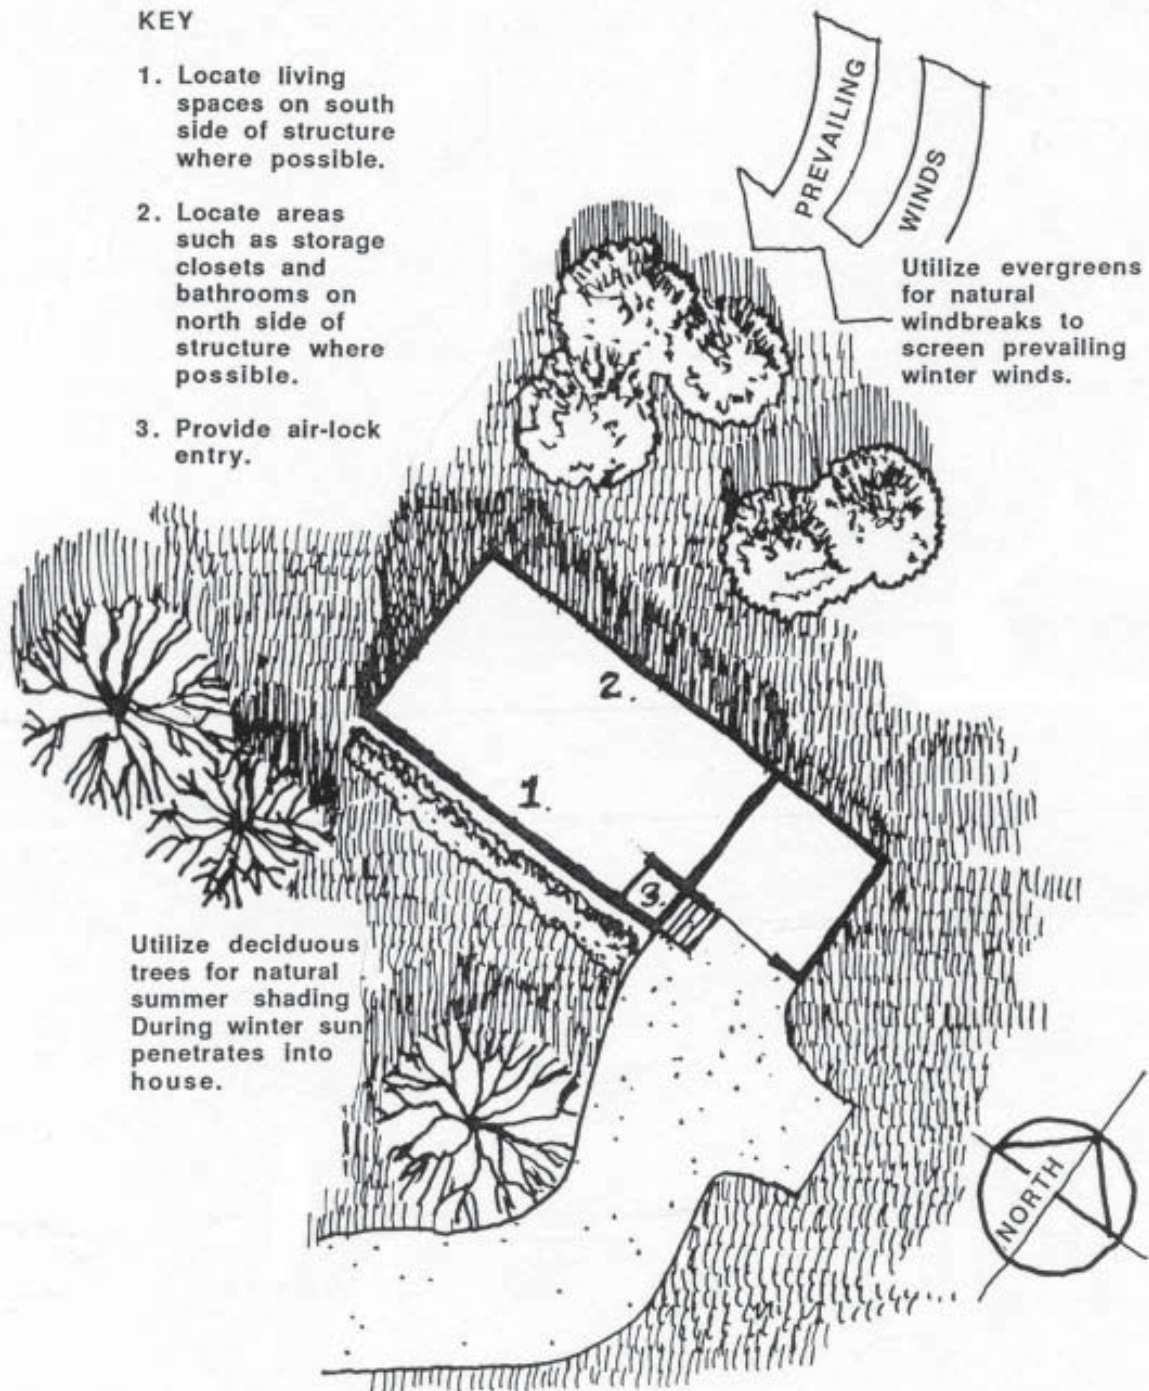 KEY
1. Locate living
spaces on south
side of structure
where possible.
2. Locate areas
such as storage
closets and
bathrooms on
north side of
structure where
possible.
3. Provide air-lock
entry.
PREVAILING
WINDS
Utilize evergreens
for natural
windbreaks to
screen prevailing
winter winds.
2.
1.
3.
Utilize deciduous
trees for natural
summer shading
During winter sun
penetrates into
house.
NORTH